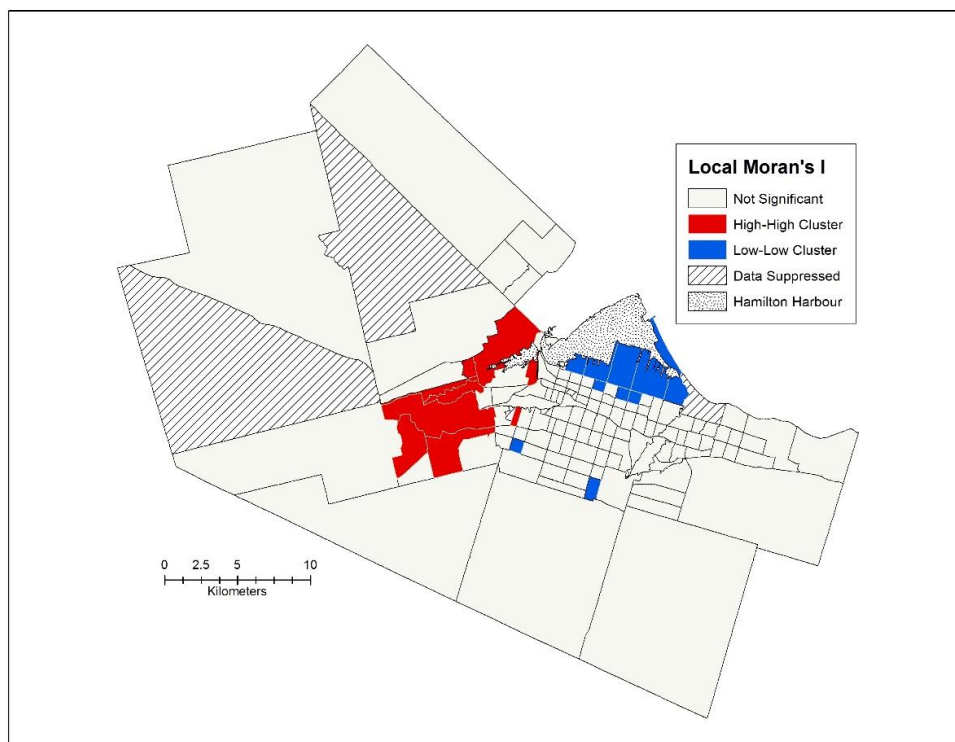 Local Moran's I
Not Significant
High-High Cluster
Low-Low Cluster
Data Suppressed
Hamilton Harbour
0 2.5 5 10
Kilometers